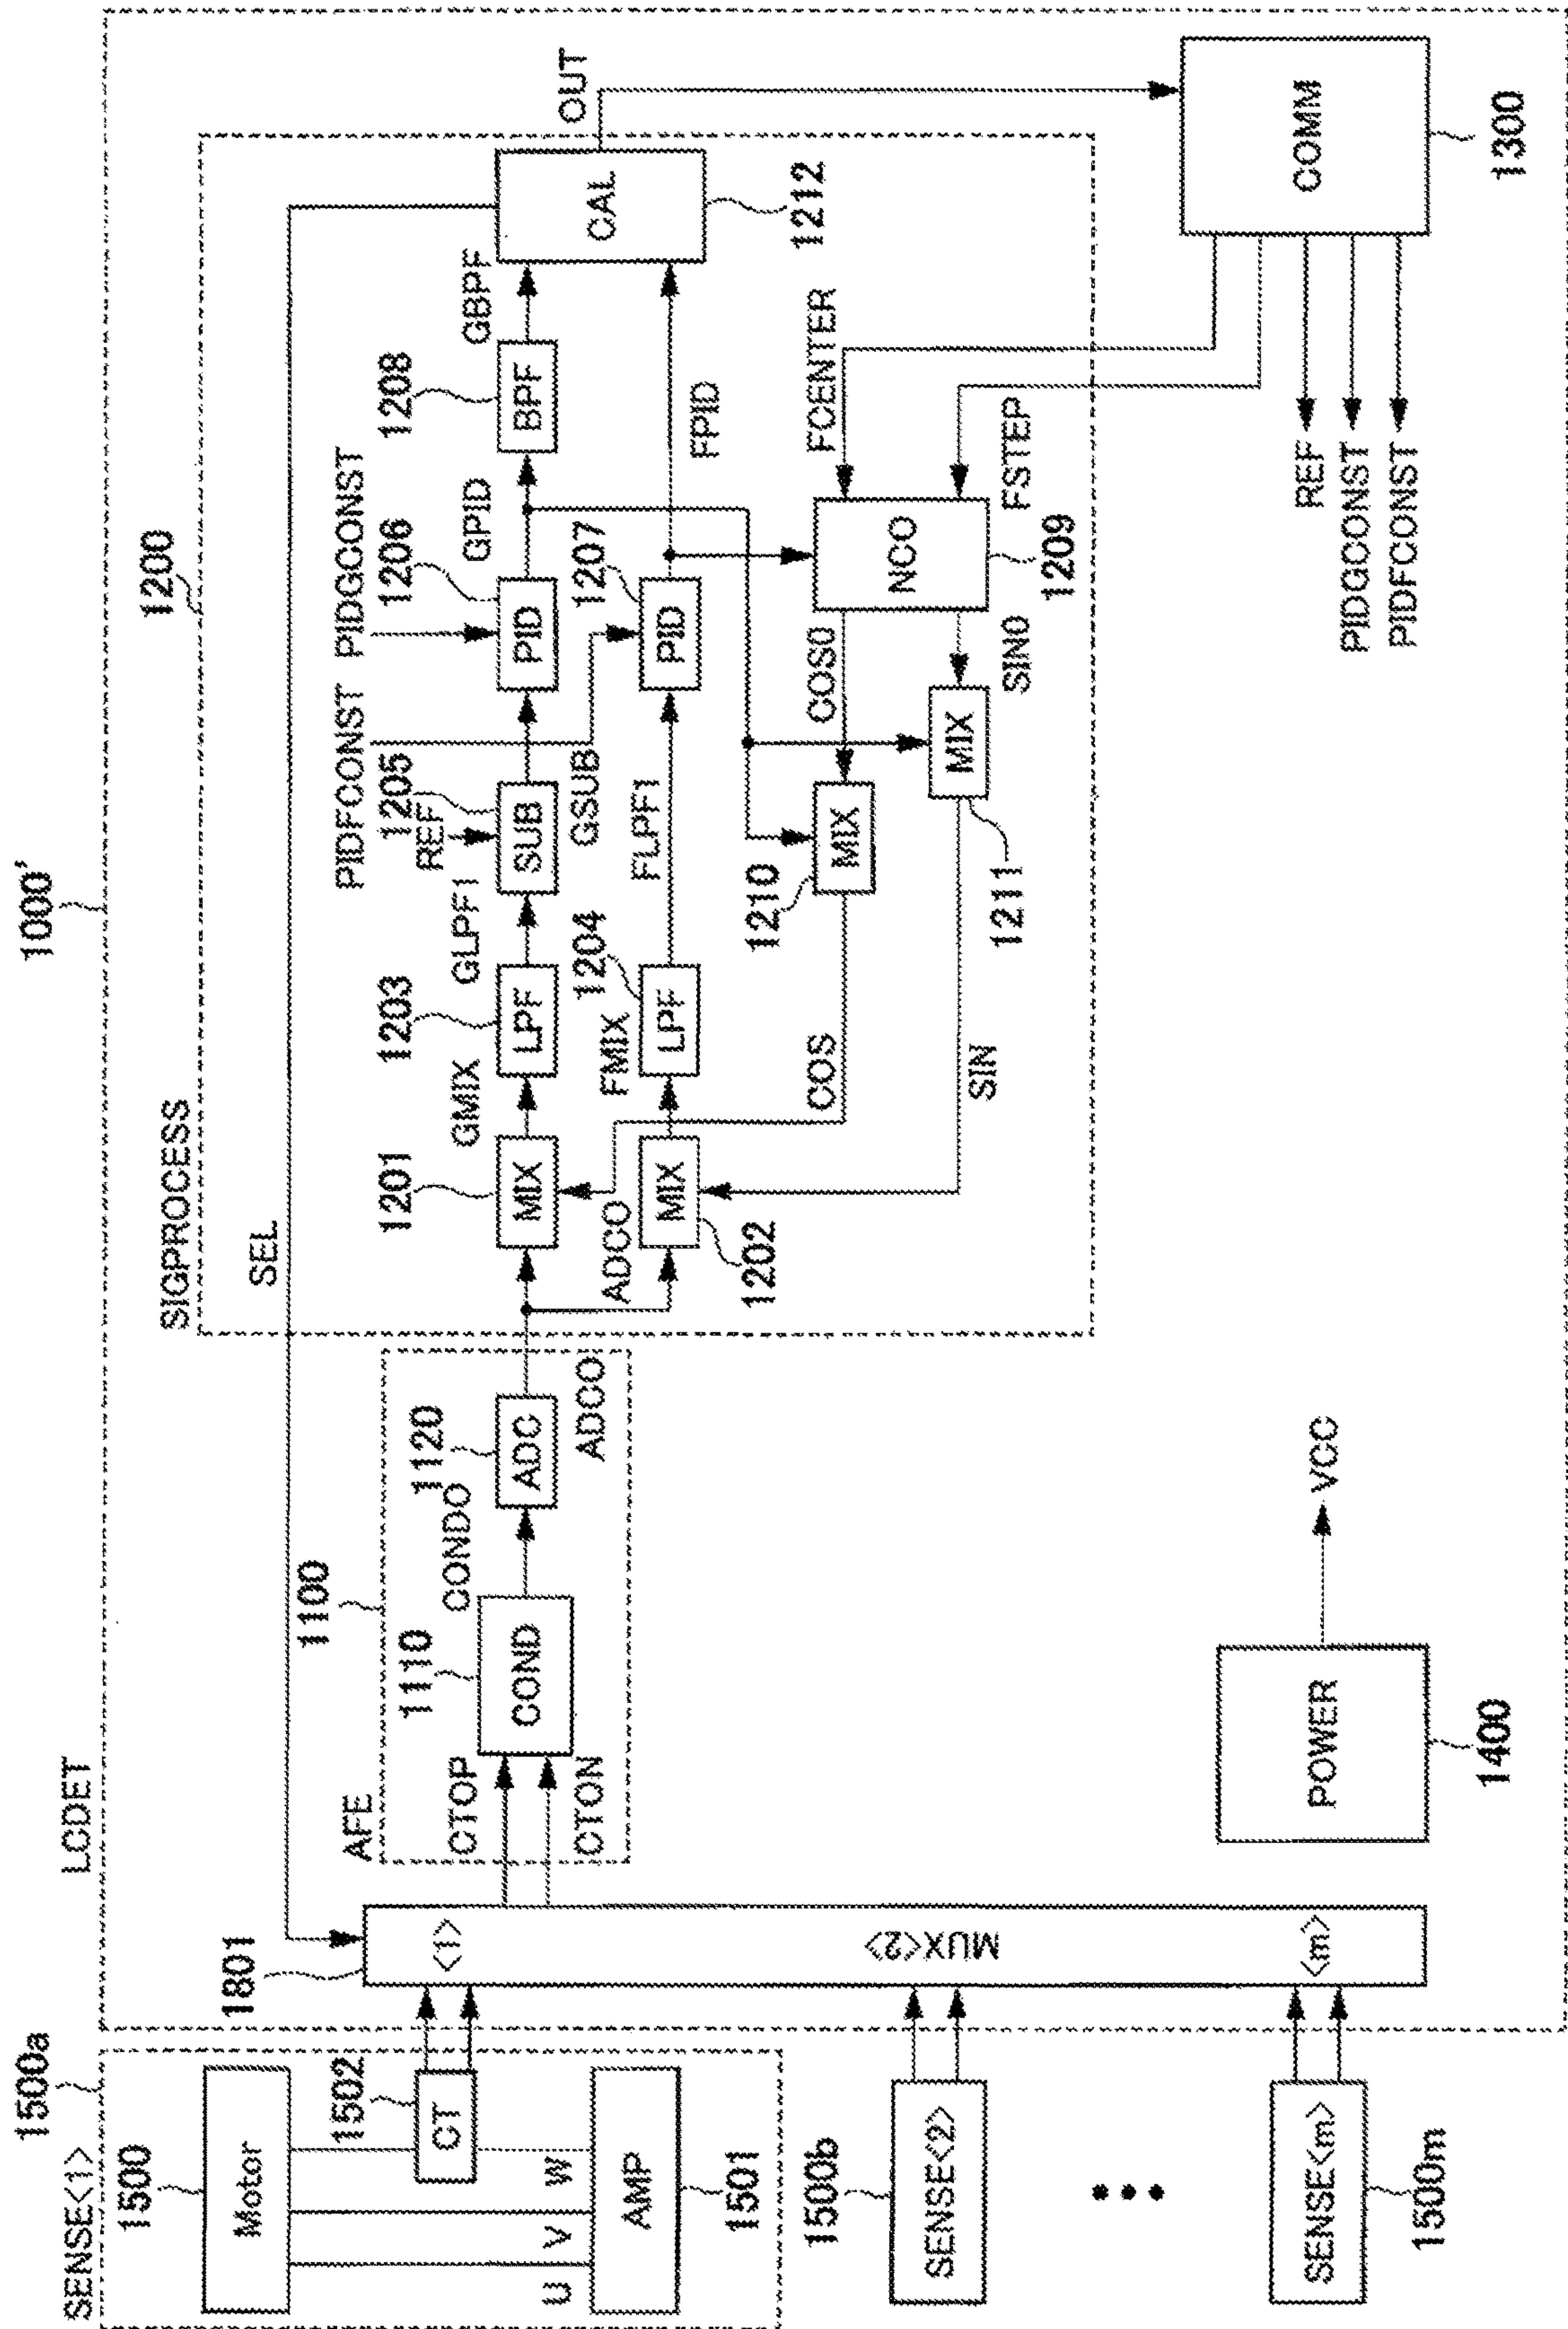 1000'
LCDET
SENSE<1>
1500a
1500
Motor
1502
CT
U
V
W
AMP
1501
1500b
SENSE<2>
SENSE<m>
1500m
1801
<1>
MUX<2>
<m>
SEL
AFE
1100
CTOP
CTON
1110
COND
CONDO
1120
ADC
ADCO
SIGPROCESS
1200
ADCO
1201
MIX
GMIX
1203
LPF
GLPF1
REF
1205
SUB
GSUB
PIDFCONST
PIDGCONST
1206
PID
GPID
1208
BPF
GBPF
CAL
1212
OUT
MIX
1202
FMIX
LPF
1204
FLPF1
PID
1207
FPID
COS
1210
MIX
COS0
NCO
1209
FCENTER
FSTEP
SIN
MIX
1211
SIN0
POWER
1400
VCC
REF
PIDGCONST
PIDFCONST
COMM
1300